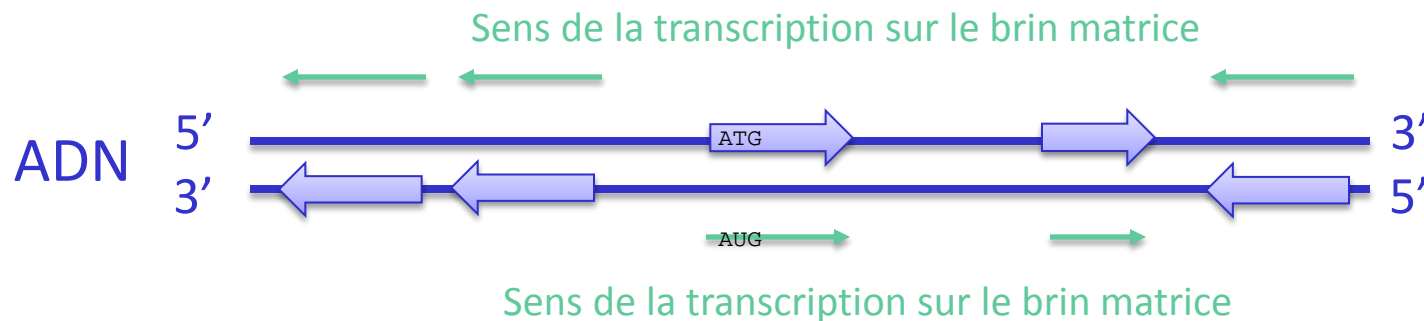 Sens de la transcription sur le brin matrice
5’ ATG 3’
ADN
3’ 5’
AUG
Sens de la transcription sur le brin matrice